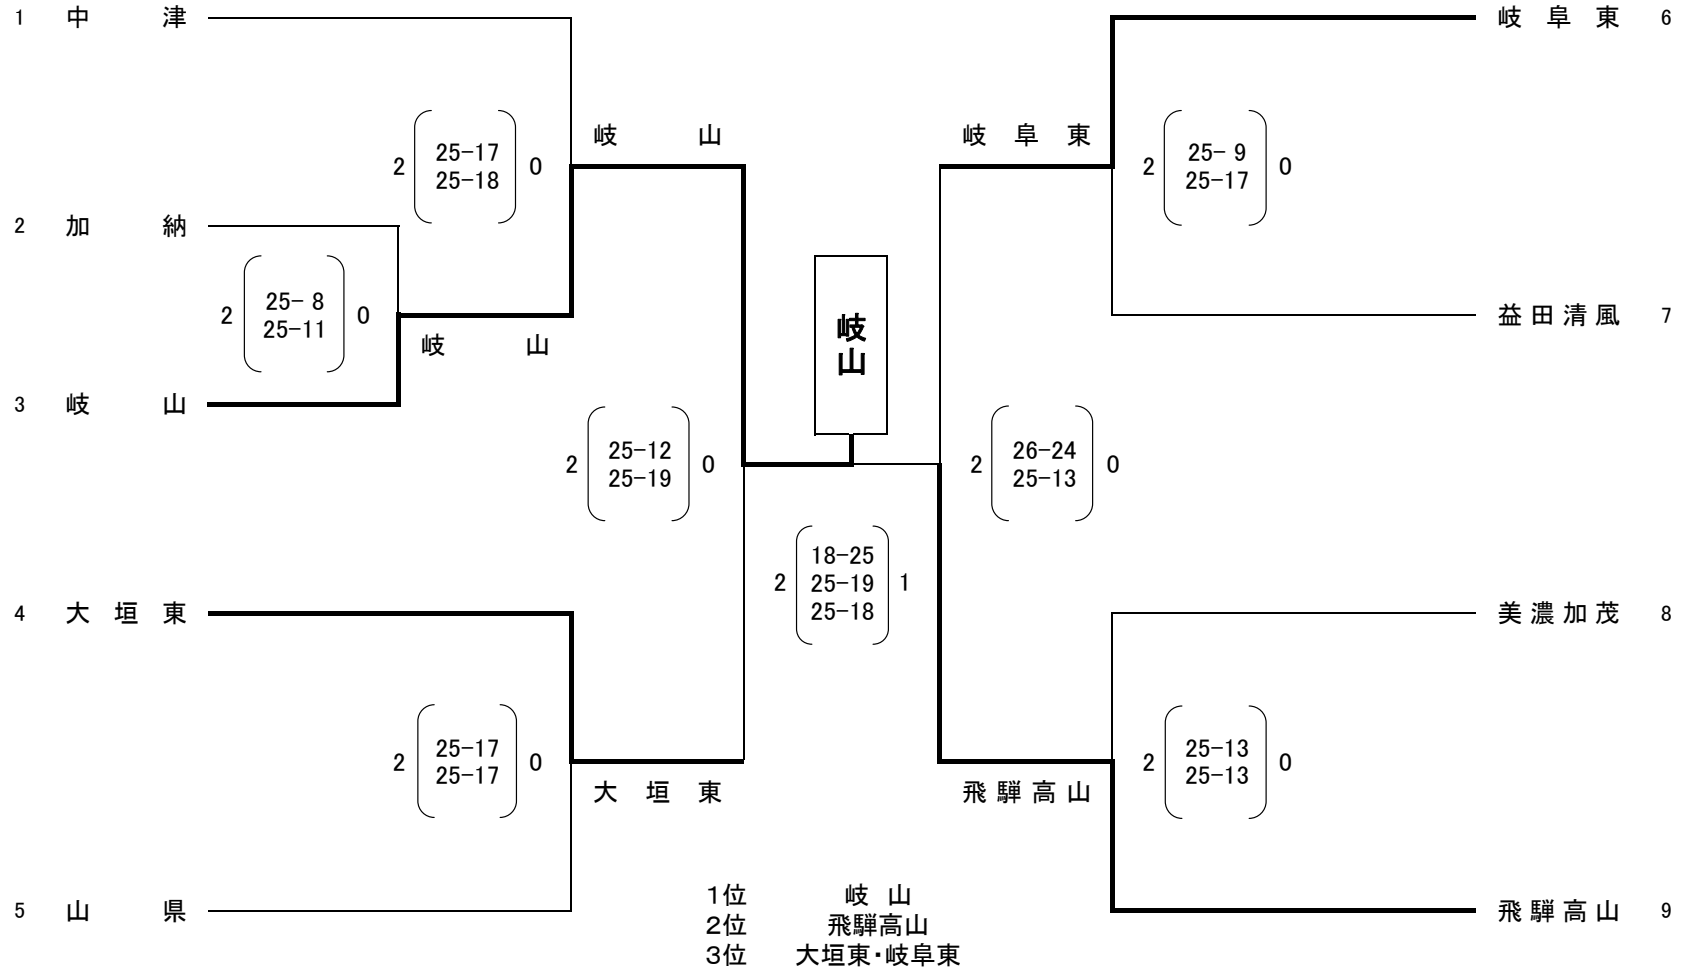 1 中津
岐阜東 6
2 25-17 0
25-18
岐山
岐阜東
2 25- 9 0
25-17
2 加納
2 25- 8 0
25-11
岐山
岐山
益田清風 7
3 岐山
2 25-12 0
25-19
2 26-24 0
25-13
18-25
2 25-19 1
25-18
4 大垣東
美濃加茂 8
2 25-17 0
25-17
2 25-13 0
25-13
大垣東
飛騨高山
5 山県
飛騨高山 9
1位 岐山
2位 飛騨高山
3位 大垣東・岐阜東